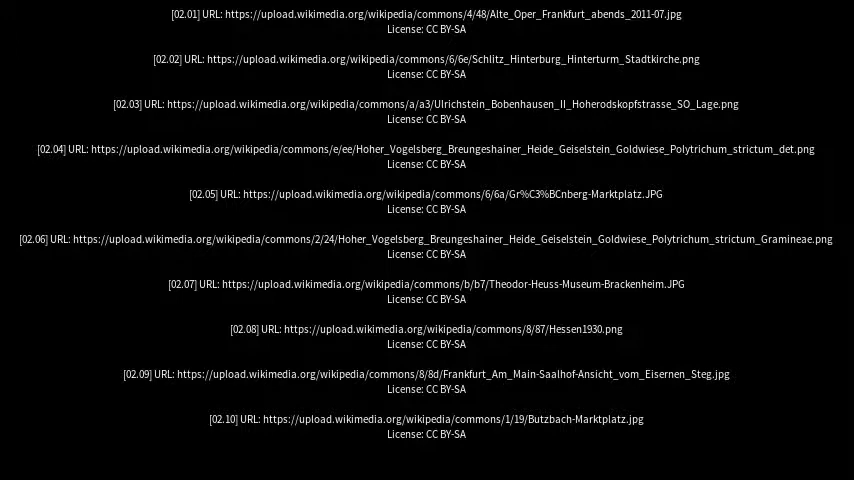 [02.01] URL: https://upload.wikimedia.org/wikipedia/commons/4/48/Alte_Oper_Frankfurt_abends_2011-07.jpg
License: CC BY-SA
[02.02] URL: https://upload.wikimedia.org/wikipedia/commons/6/6e/Schlitz_Hinterburg_Hinterturm_Stadtkirche.png
License: CC BY-SA
[02.03] URL: https://upload.wikimedia.org/wikipedia/commons/a/a3/Ulrichstein_Bobenhausen_II_Hoherodskopfstrasse_SO_Lage.png
License: CC BY-SA
[02.04] URL: https://upload.wikimedia.org/wikipedia/commons/e/ee/Hoher_Vogelsberg_Breungeshainer_Heide_Geiselstein_Goldwiese_Polytrichum_strictum_det.png
License: CC BY-SA
[02.05] URL: https://upload.wikimedia.org/wikipedia/commons/6/6a/Gr%C3%BCnberg-Marktplatz.JPG
License: CC BY-SA
[02.06] URL: https://upload.wikimedia.org/wikipedia/commons/2/24/Hoher_Vogelsberg_Breungeshainer_Heide_Geiselstein_Goldwiese_Polytrichum_strictum_Gramineae.png
License: CC BY-SA
[02.07] URL: https://upload.wikimedia.org/wikipedia/commons/b/b7/Theodor-Heuss-Museum-Brackenheim.JPG
License: CC BY-SA
[02.08] URL: https://upload.wikimedia.org/wikipedia/commons/8/87/Hessen1930.png
License: CC BY-SA
[02.09] URL: https://upload.wikimedia.org/wikipedia/commons/8/8d/Frankfurt_Am_Main-Saalhof-Ansicht_vom_Eisernen_Steg.jpg
License: CC BY-SA
[02.10] URL: https://upload.wikimedia.org/wikipedia/commons/1/19/Butzbach-Marktplatz.jpg
License: CC BY-SA